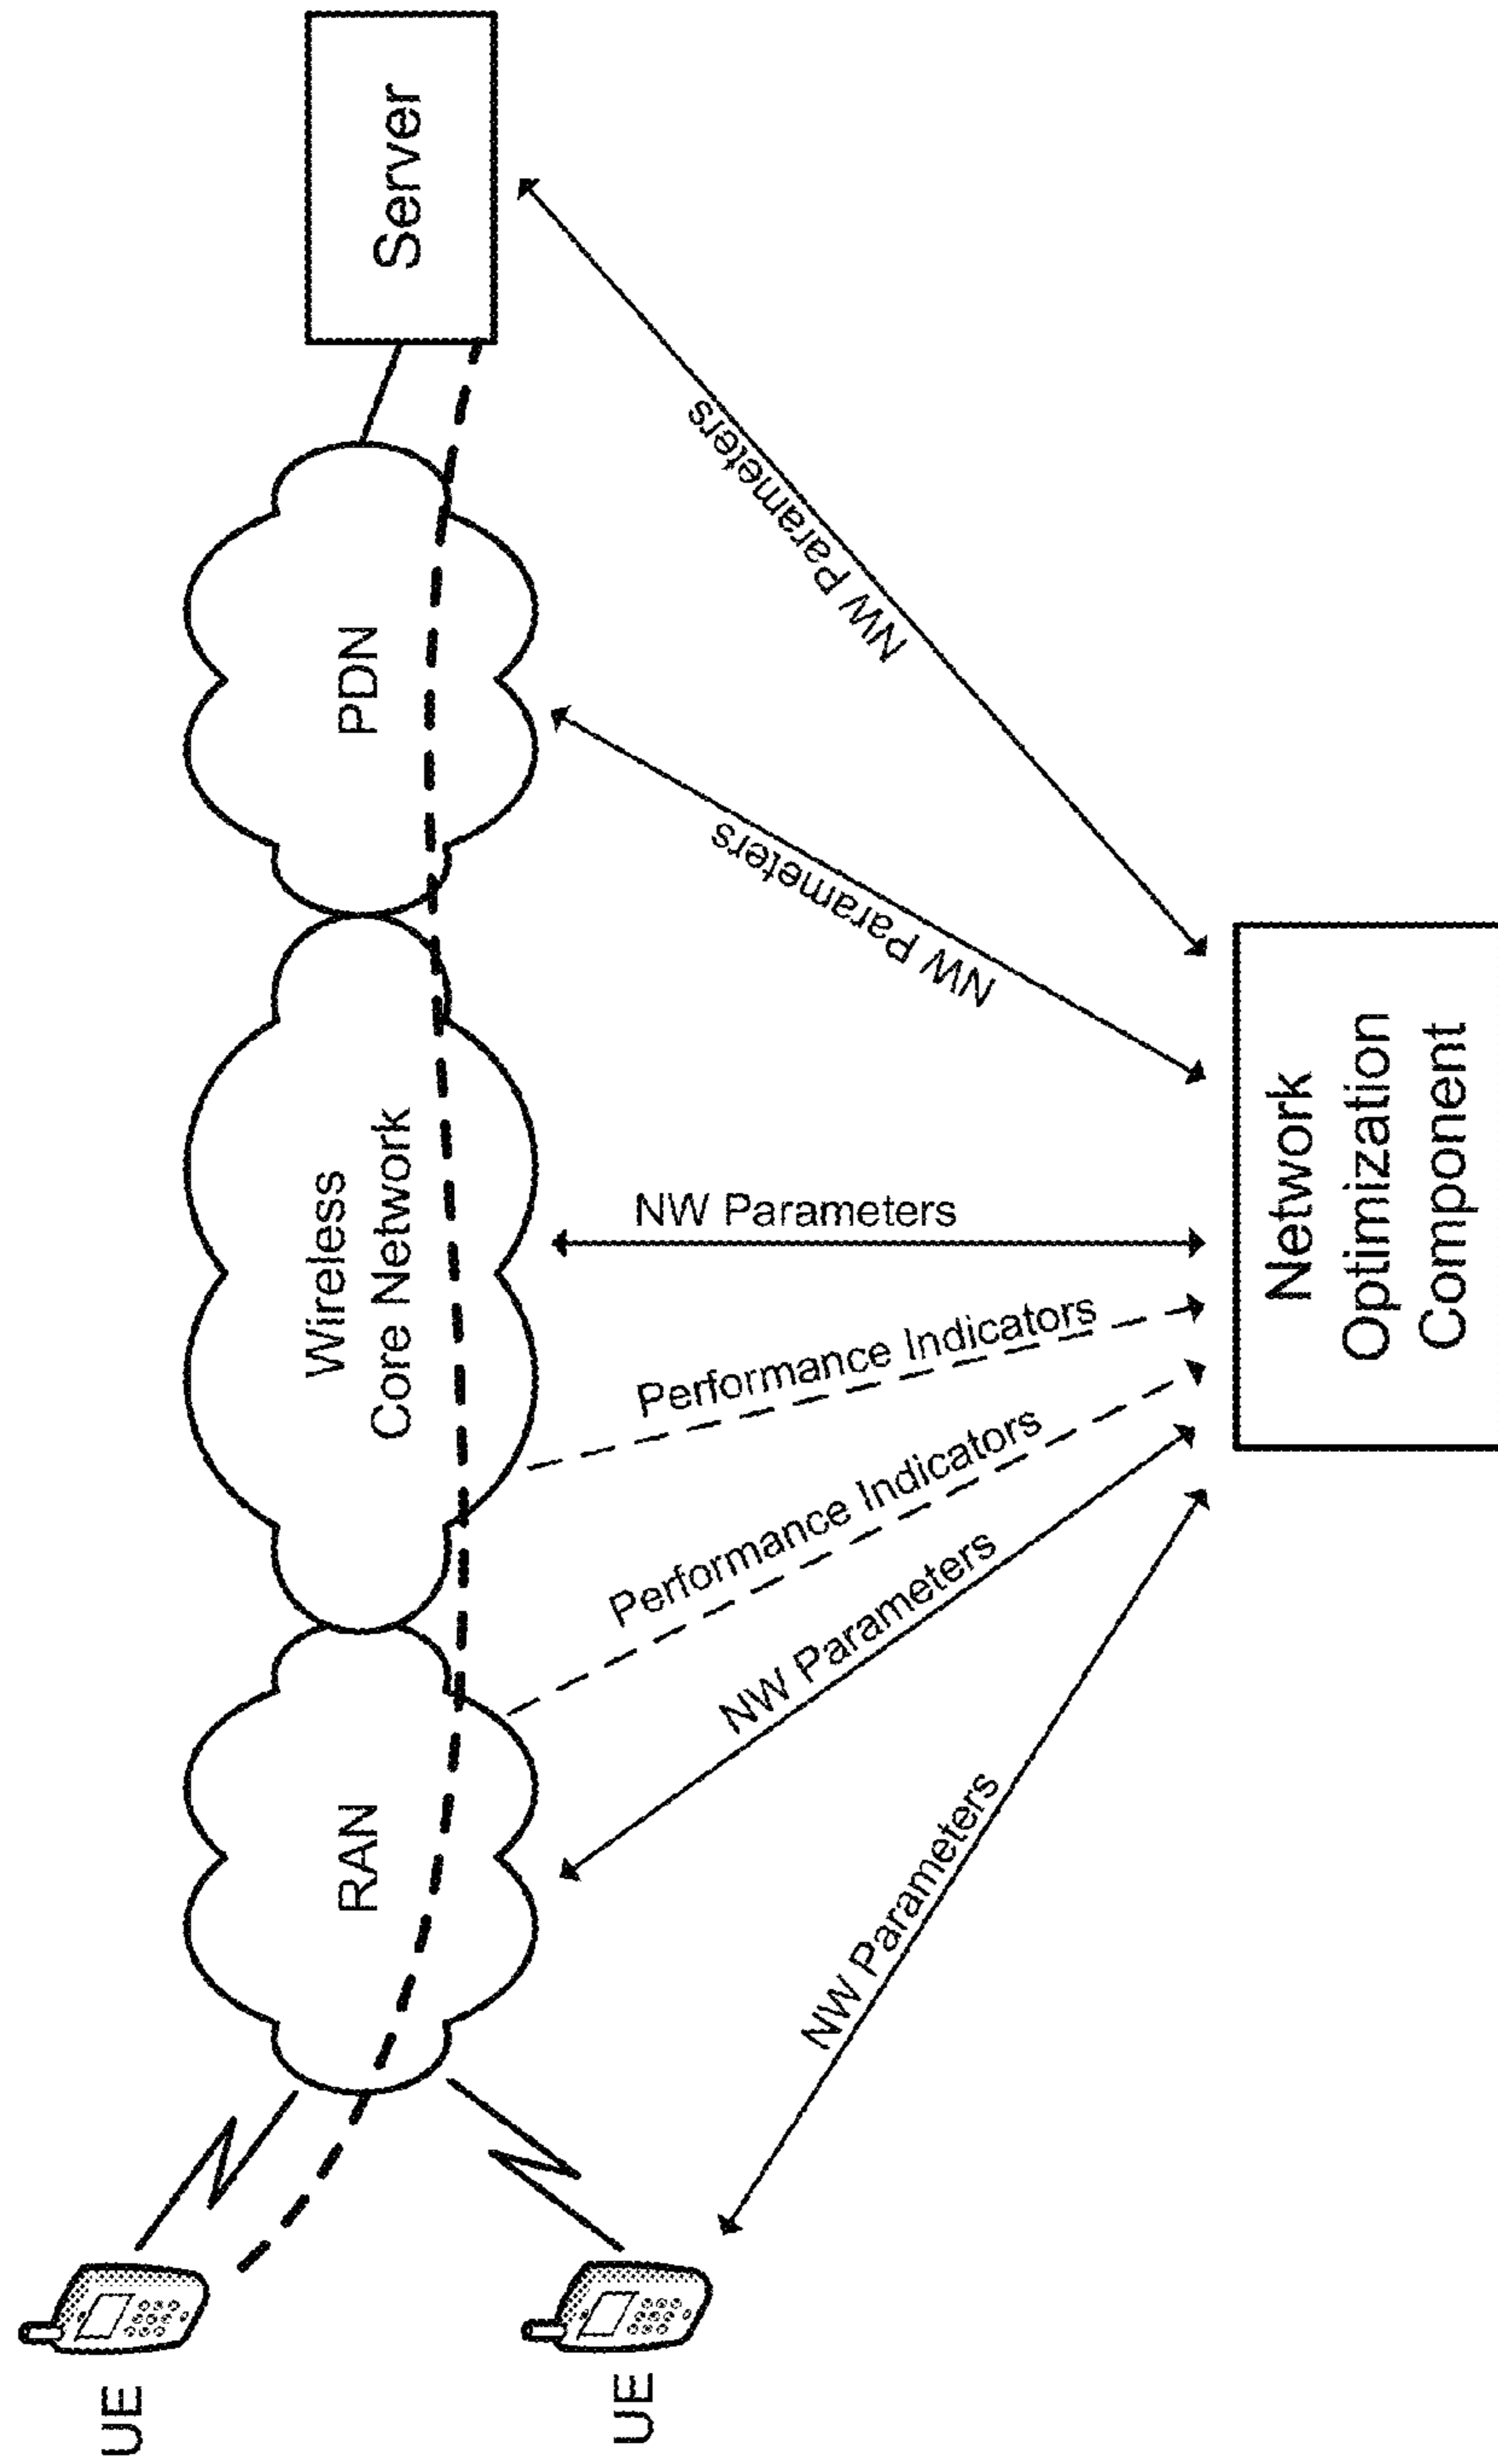 UE
UE
RAN
Wireless
Core Network
PDN
Server
NW Parameters
NW Parameters
Performance Indicators
Performance Indicators
NW Parameters
NW Parameters
NW Parameters
Network
Optimization
Component